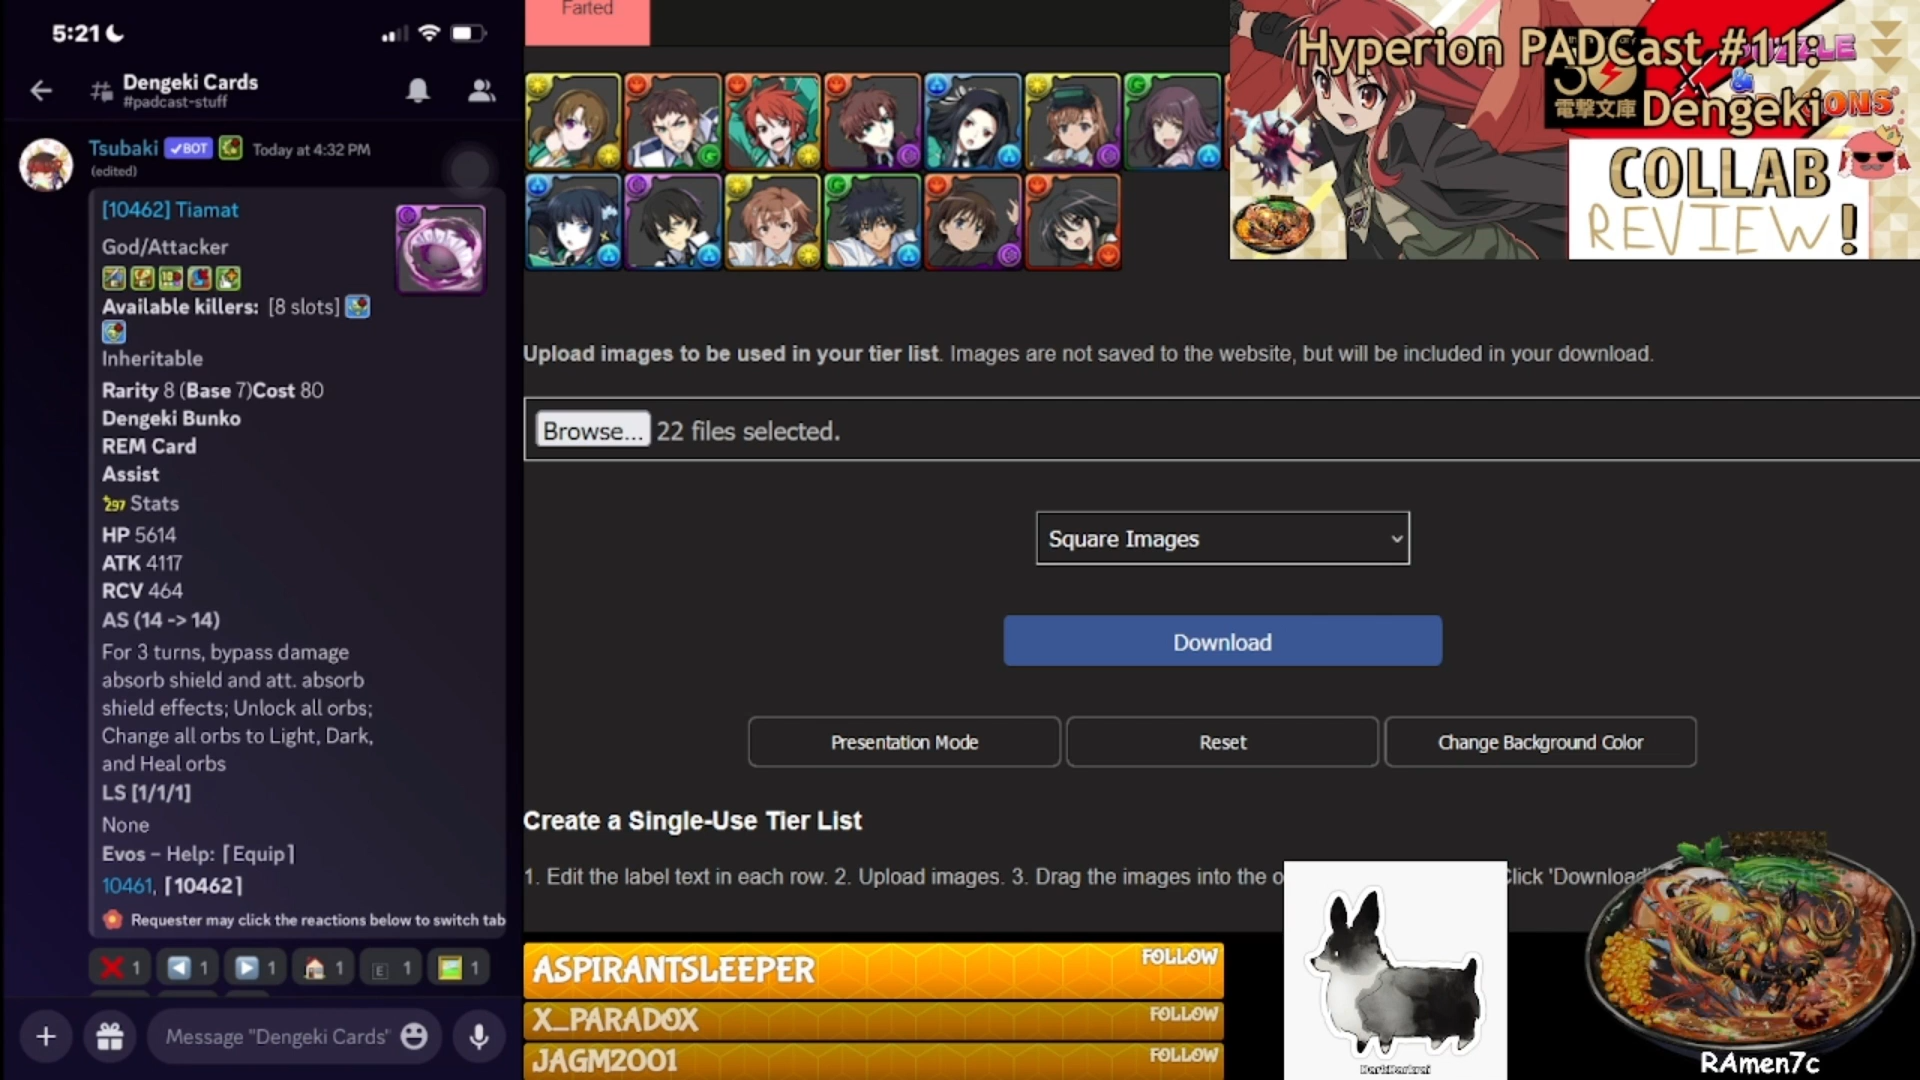 5:21
Dengeki Cards
#padcast-stuff
Tsubaki BOT Today at 4:32 PM
(edited)
[10462] Tiamat
God/Attacker
Available killers: [8 slots]
Inheritable
Rarity 8 (Base 7)Cost 80
Dengeki Bunko
REM Card
Assist
+297 Stats
HP 5614
ATK 4117
RCV 464
AS (14 -> 14)
For 3 turns, bypass damage
absorb shield and att. absorb
shield effects; Unlock all orbs;
Change all orbs to Light, Dark,
and Heal orbs
LS [1/1/1]
None
Evos – Help: ⌈Equip⌉
10461, ⌈10462⌉
Requester may click the reactions below to switch tab
1 1 1 1 E 1 1
Message "Dengeki Cards"
Farted
Hyperion PADCast #11:
Dengeki
電撃文庫
COLLAB
REVIEW!
Upload images to be used in your tier list. Images are not saved to the website, but will be included in your download.
Browse... 22 files selected.
Square Images
Download
Presentation Mode
Reset
Change Background Color
Create a Single-Use Tier List
1. Edit the label text in each row. 2. Upload images. 3. Drag the images into the o
Click 'Download'
ASPIRANTSLEEPER FOLLOW
X_PARADOX FOLLOW
JAGM2001 FOLLOW
RAmen7c